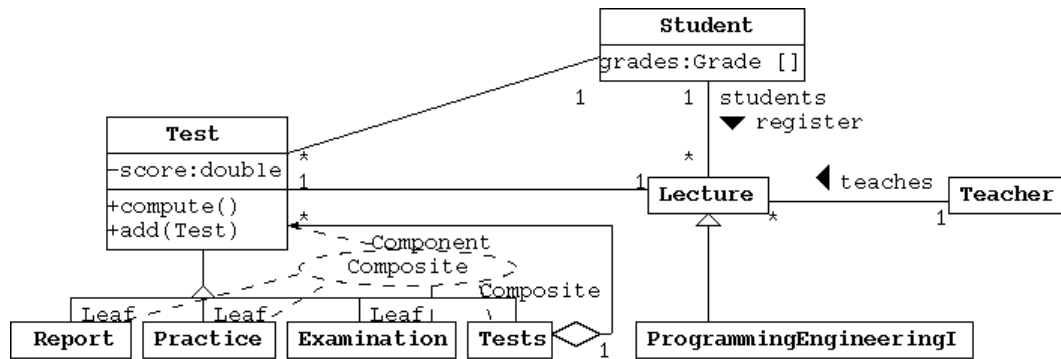 Student
grades:Grade []
1
1
students
register
Test
-score:double
*
*
1
1
Lecture
teaches
Teacher
+compute()
+add(Test)
*
*
1
Component
Composite
Composite
Leaf
Leaf
Leaf
Report
Practice
Examination
Tests
1
ProgrammingEngineeringI